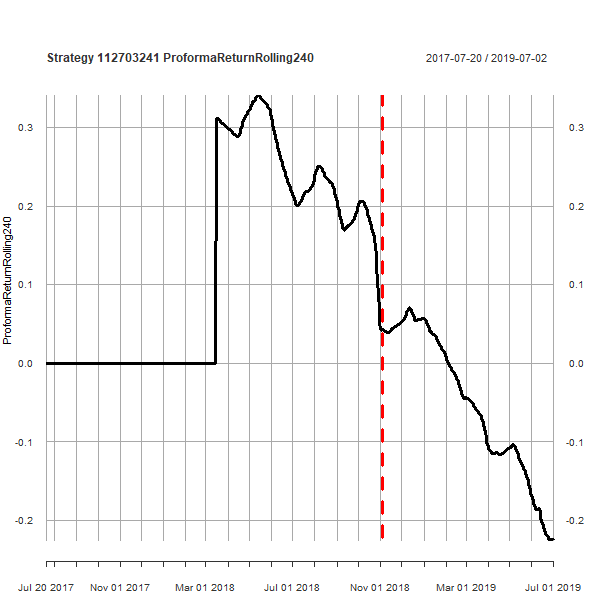 Strategy 112703241 ProformaReturnRolling240
2017-07-20 / 2019-07-02
ProformaReturnRolling240
0.3
0.2
0.1
0.0
-0.1
-0.2
0.3
0.2
0.1
0.0
-0.1
-0.2
Jul 20 2017
Nov 01 2017
Mar 01 2018
Jul 01 2018
Nov 01 2018
Mar 01 2019
Jul 01 2019